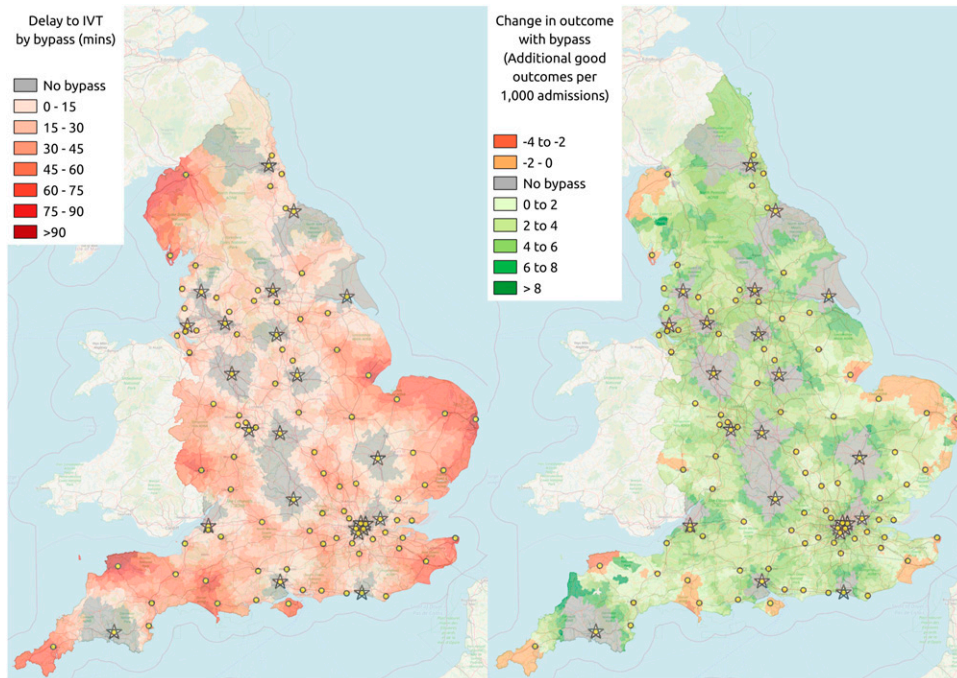 Delay to IVT
by bypass (mins)
No bypass
0 - 15
15 - 30
30 - 45
45 - 60
60 - 75
75 - 90
>90
Change in outcome
with bypass
(Additional good
outcomes per
1,000 admissions)
-4 to -2
-2 - 0
No bypass
0 to 2
2 to 4
4 to 6
6 to 8
> 8